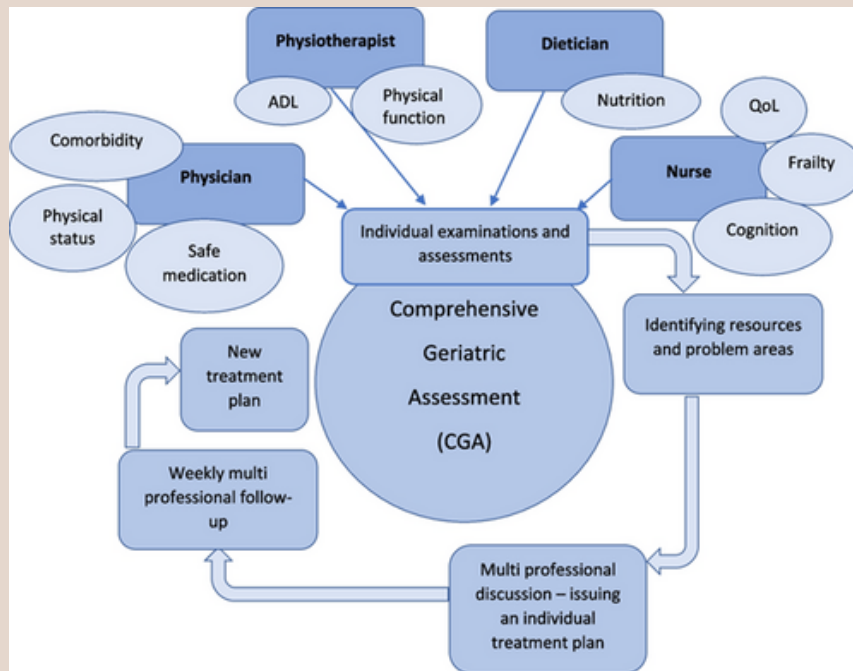 Physiotherapist
Dietician
ADL
Physical
function
Nutrition
QoL
Comorbidity
Physician
Nurse
Frailty
Physical
status
Safe
medication
Cognition
Individual examinations and
assessments
Comprehensive
Geriatric
Assessment
(CGA)
Identifying resources
and problem areas
New
treatment
plan
Weekly multi
professional follow-
up
Multi professional
discussion – issuing
an individual
treatment plan